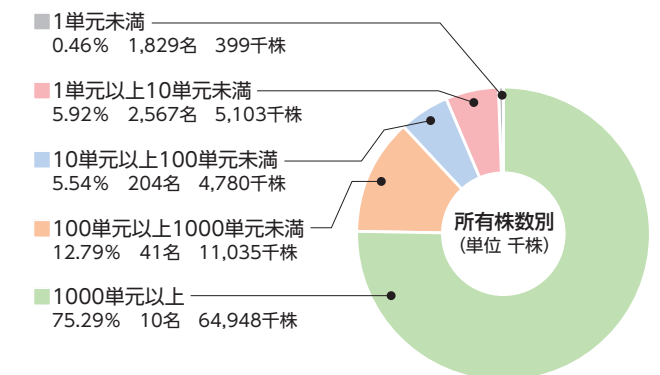 1単元未満
0.46% 1,829名 399千株
1単元以上10単元未満
5.92% 2,567名 5,103千株
10単元以上100単元未満
5.54% 204名 4,780千株
100単元以上1000単元未満
12.79% 41名 11,035千株
1000単元以上
75.29% 10名 64,948千株
所有株数別
(単位 千株)